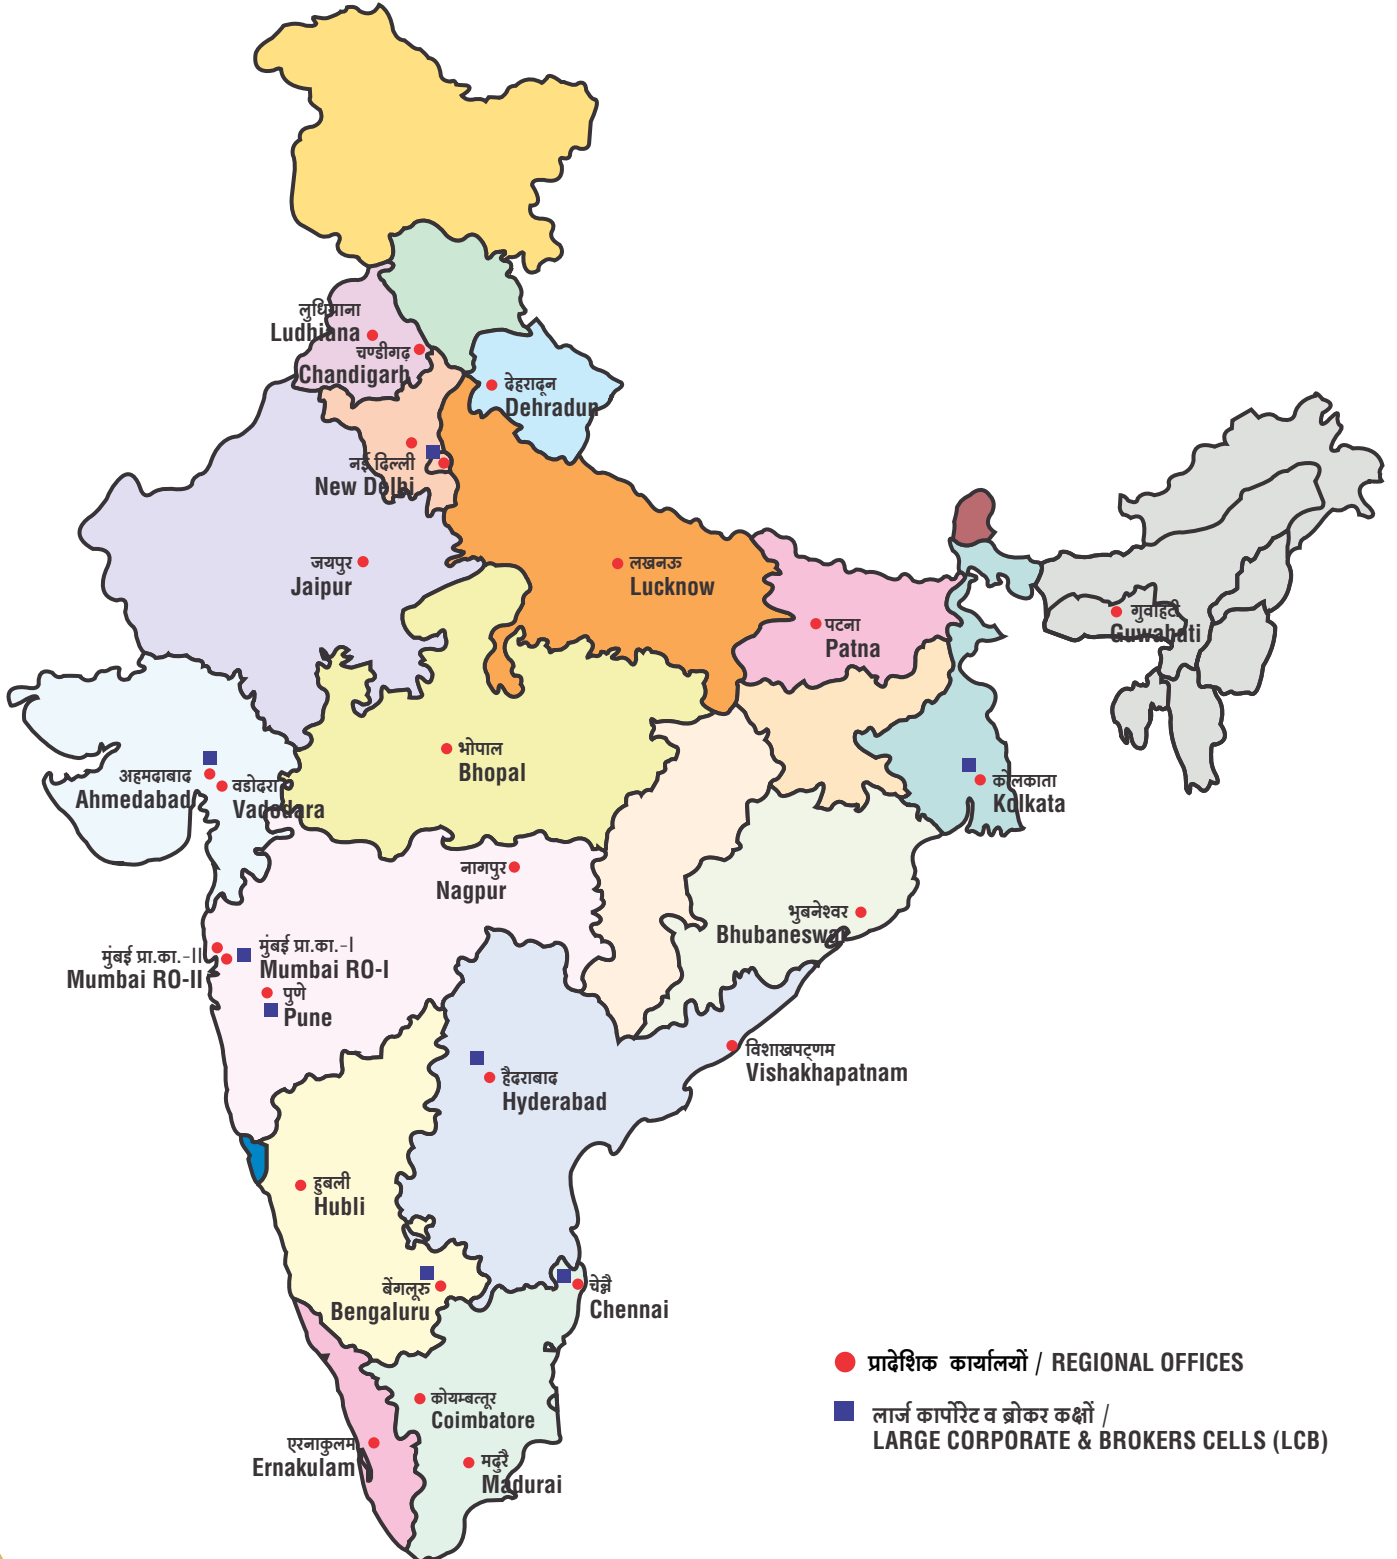 लुधियाना
Ludhiana
चण्डीगढ़
Chandigarh
देहरादून
Dehradun
नई दिल्ली
New Delhi
जयपुर
Jaipur
लखनऊ
Lucknow
पटना
Patna
गुवाहटी
Guwahati
भोपाल
Bhopal
अहमदाबाद
Ahmedabad
वडोदरा
Vadodara
कोलकाता
Kolkata
नागपुर
Nagpur
भुबनेश्वर
Bhubaneswar
मुंबई प्रा.का.-II
Mumbai RO-II
मुंबई प्रा.का.-I
Mumbai RO-I
पुणे
Pune
विशाखपट्णम
Vishakhapatnam
हैदराबाद
Hyderabad
हुबली
Hubli
बेंगलूरु
Bengaluru
चेन्नै
Chennai
कोयम्बत्तूर
Coimbatore
एरनाकुलम
Ernakulam
मदुरै
Madurai
प्रादेशिक कार्यालयों / REGIONAL OFFICES
लार्ज कार्पोरेट व ब्रोकर कक्षों /
LARGE CORPORATE & BROKERS CELLS (LCB)